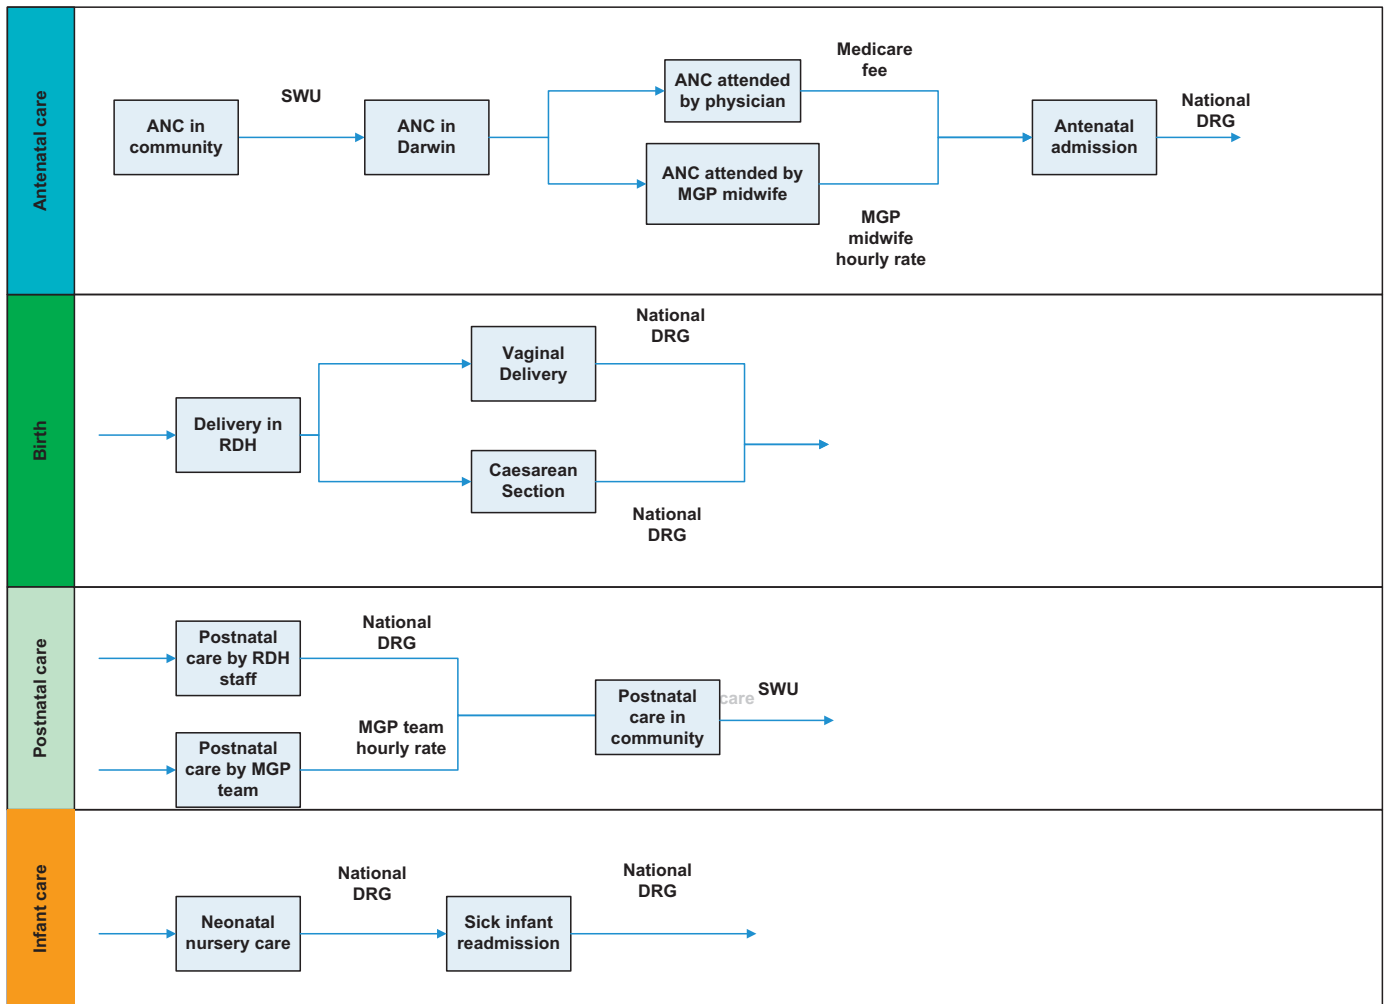 Antenatal care
ANC in
community
SWU
ANC in
Darwin
ANC attended
by physician
Medicare
fee
ANC attended by
MGP midwife
MGP
midwife
hourly rate
Antenatal
admission
National
DRG
Birth
Delivery in
RDH
Vaginal
Delivery
National
DRG
Caesarean
Section
National
DRG
Postnatal care
Postnatal
care by RDH
staff
National
DRG
Postnatal
care by MGP
team
MGP team
hourly rate
Postnatal
care in
community
care
SWU
Infant care
Neonatal
nursery care
National
DRG
Sick infant
readmission
National
DRG